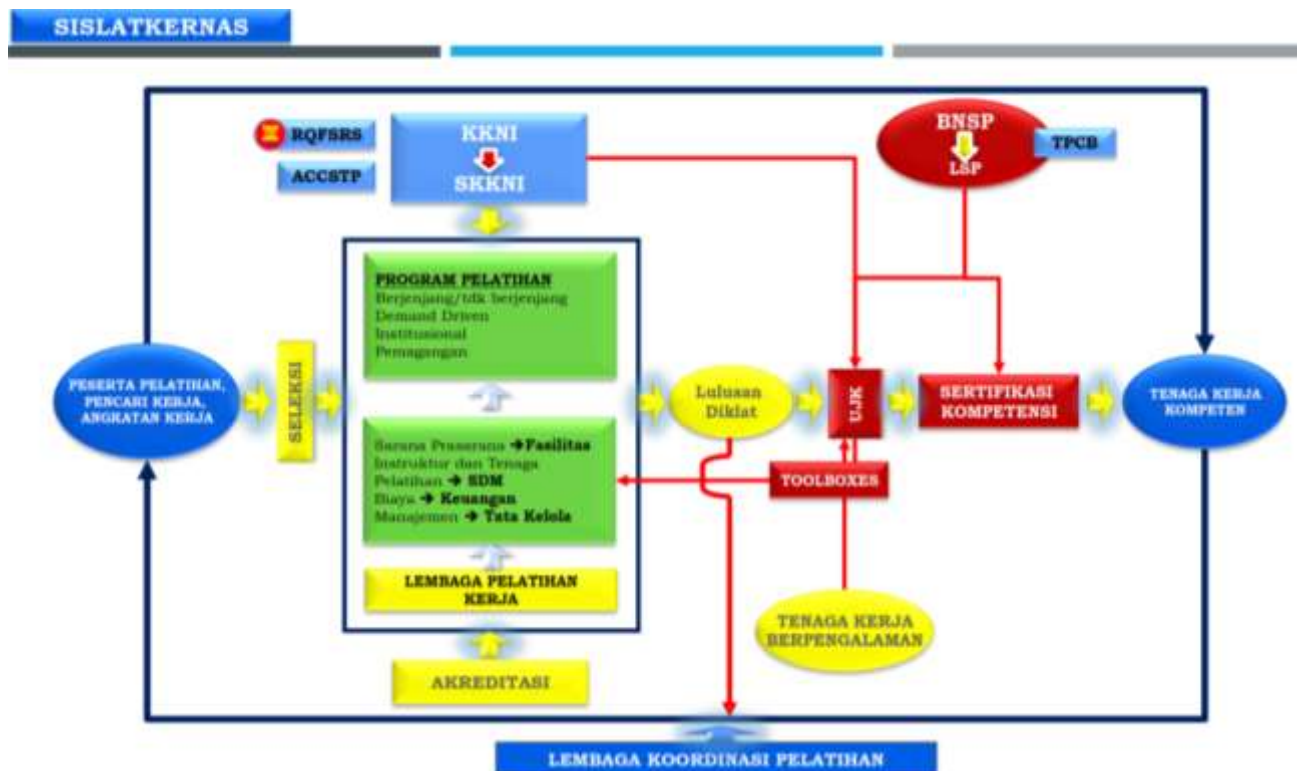 SISLATKERNAS
RQFSRS
ACCSTP
KKNI
SKKNI
BNSP
LSP
TPCB
PROGRAM PELATIHAN
Berjenjang/tdk berjenjang
Demand Driven
Institusional
Pemagangan
PESERTA PELATIHAN,
PENCARI KERJA,
ANGKATAN KERJA
SELEKSI
Sarana Prasarana ➔Fasilitas
Instruktur dan Tenaga
Pelatihan ➔ SDM
Biaya ➔ Keuangan
Manajemen ➔ Tata Kelola
LEMBAGA PELATIHAN
KERJA
AKREDITASI
Lulusan
Diklat
UJK
SERTIFIKASI
KOMPETENSI
TENAGA KERJA
KOMPETEN
TOOLBOXES
TENAGA KERJA
BERPENGALAMAN
LEMBAGA KOORDINASI PELATIHAN